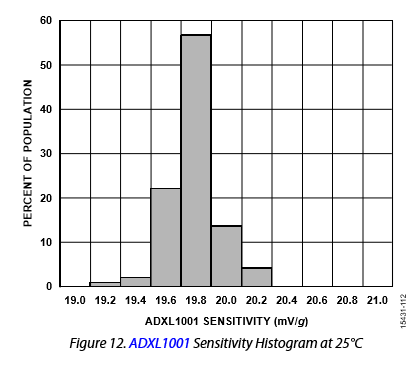 60
50
40
30
20
10
0
PERCENT OF POPULATION
19.0 19.2 19.4 19.6 19.8 20.0 20.2 20.4 20.6 20.8 21.0
ADXL1001 SENSITIVITY (mV/g)
15431-112
Figure 12. ADXL1001 Sensitivity Histogram at 25°C